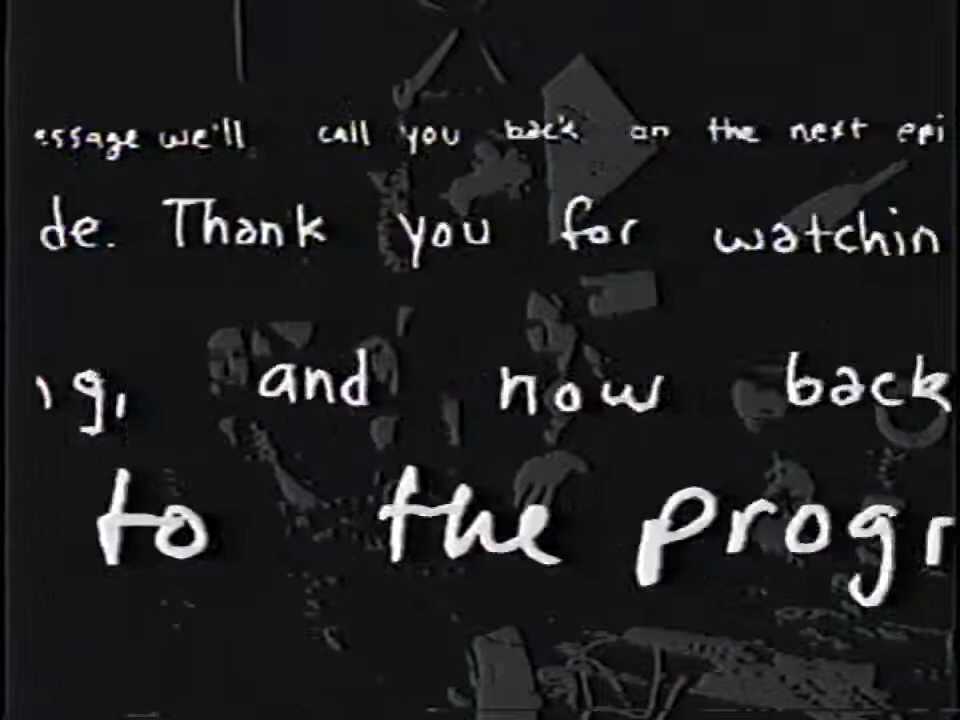 essage we'll call you back on the next epi
de. Thank you for watchin
ng, and now back
to the progr